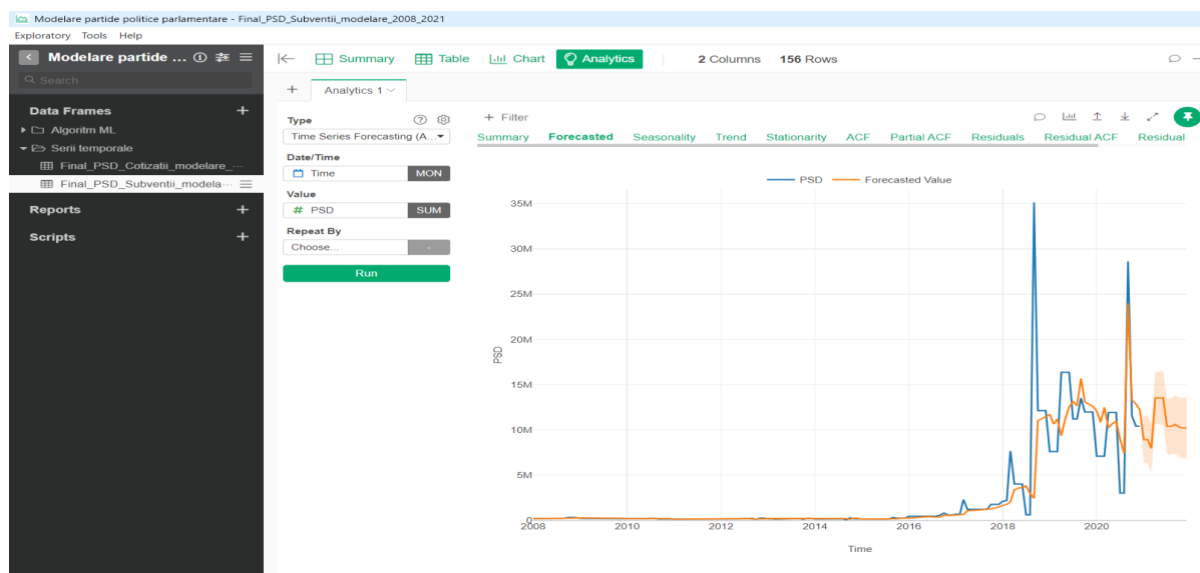 Modelare partide politice parlamentare - Final_PSD_Subventii_modelare_2008_2021
Exploratory Tools Help
Modelare partide ...
Summary Table Chart Analytics 2 Columns 156 Rows
Search
Analytics 1
Data Frames
Algoritm ML
Serii temporale
Final_PSD_Cotizatii_modelare_...
Final_PSD_Subventii_modela...
Reports
Scripts
Type
Time Series Forecasting (A...
Date/Time
Time MON
Value
# PSD SUM
Repeat By
Choose... -
Run
Filter
Summary Forecasted Seasonality Trend Stationarity ACF Partial ACF Residuals Residual ACF Residual
PSD Forecasted Value
35M
30M
25M
20M
15M
10M
5M
0
PSD
2008 2010 2012 2014 2016 2018 2020
Time